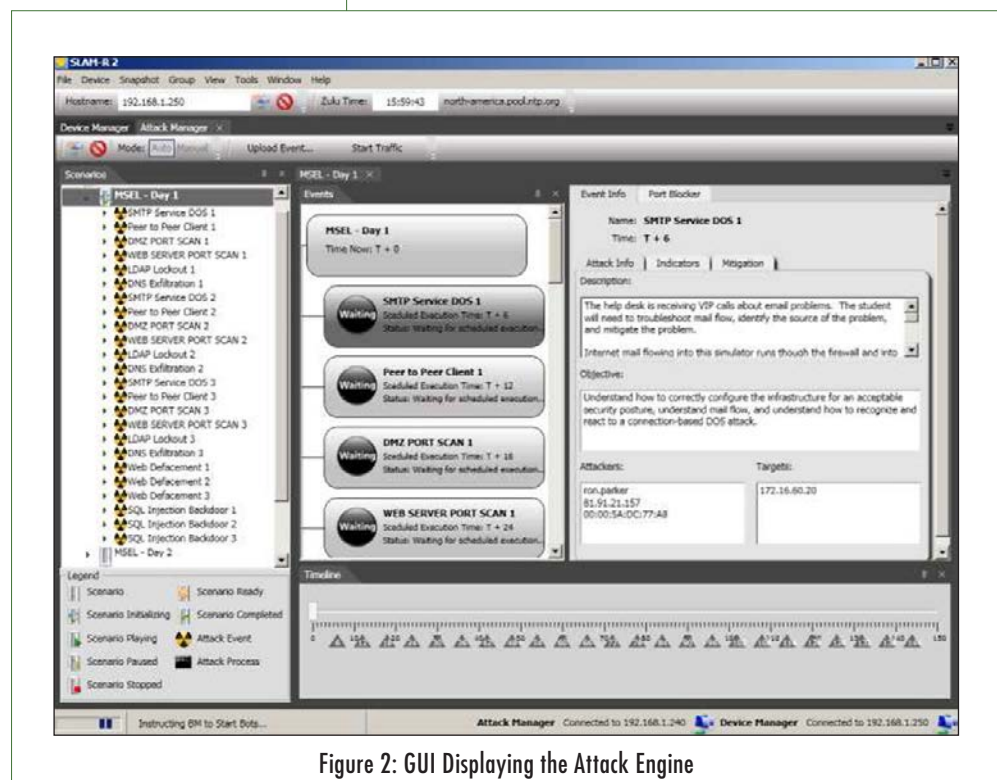 SLAM-R 2
File Device Snapshot Group View Tools Window Help
Hostname: 192.168.1.250 Zulu Time: 15:59:43 north-america.pool.ntp.org
Device Manager Attack Manager
Mode: Auto Manual Upload Event... Start Traffic
Scenarios
MSEL - Day 1
SMTP Service DOS 1
Peer to Peer Client 1
DMZ PORT SCAN 1
WEB SERVER PORT SCAN 1
LDAP Lockout 1
DNS Exfiltration 1
SMTP Service DOS 2
Peer to Peer Client 2
DMZ PORT SCAN 2
WEB SERVER PORT SCAN 2
LDAP Lockout 2
DNS Exfiltration 2
SMTP Service DOS 3
Peer to Peer Client 3
DMZ PORT SCAN 3
WEB SERVER PORT SCAN 3
LDAP Lockout 3
DNS Exfiltration 3
Web Defacement 1
Web Defacement 2
Web Defacement 3
SQL Injection Backdoor 1
SQL Injection Backdoor 2
SQL Injection Backdoor 3
MSEL - Day 2
Legend
Scenario Scenario Ready
Scenario Initializing Scenario Completed
Scenario Playing Attack Event
Scenario Paused Attack Process
Scenario Stopped
MSEL - Day 1
Events
MSEL - Day 1
Time Now: T + 0
Waiting
SMTP Service DOS 1
Sceduled Execution Time: T + 6
Status: Waiting for scheduled execution...
Waiting
Peer to Peer Client 1
Sceduled Execution Time: T + 12
Status: Waiting for scheduled execution...
Waiting
DMZ PORT SCAN 1
Sceduled Execution Time: T + 18
Status: Waiting for scheduled execution...
Waiting
WEB SERVER PORT SCAN 1
Sceduled Execution Time: T + 24
Status: Waiting for scheduled execution...
Event Info Port Blocker
Name: SMTP Service DOS 1
Time: T + 6
Attack Info Indicators Mitigation
Description:
The help desk is receiving VIP calls about email problems. The student
will need to troubleshoot mail flow, identify the source of the problem,
and mitigate the problem.
Internet mail flowing into this simulator runs though the firewall and into
Objective:
Understand how to correctly configure the infrastructure for an acceptable
security posture, understand mail flow, and understand how to recognize and
react to a connection-based DOS attack.
Attackers: Targets:
ron.parker 172.16.60.20
81.91.21.157
00:00:5A:DC:77:A8
Timeline
0 150
Instructing BM to Start Bots... Attack Manager Connected to 192.168.1.240 Device Manager Connected to 192.168.1.250
Figure 2: GUI Displaying the Attack Engine